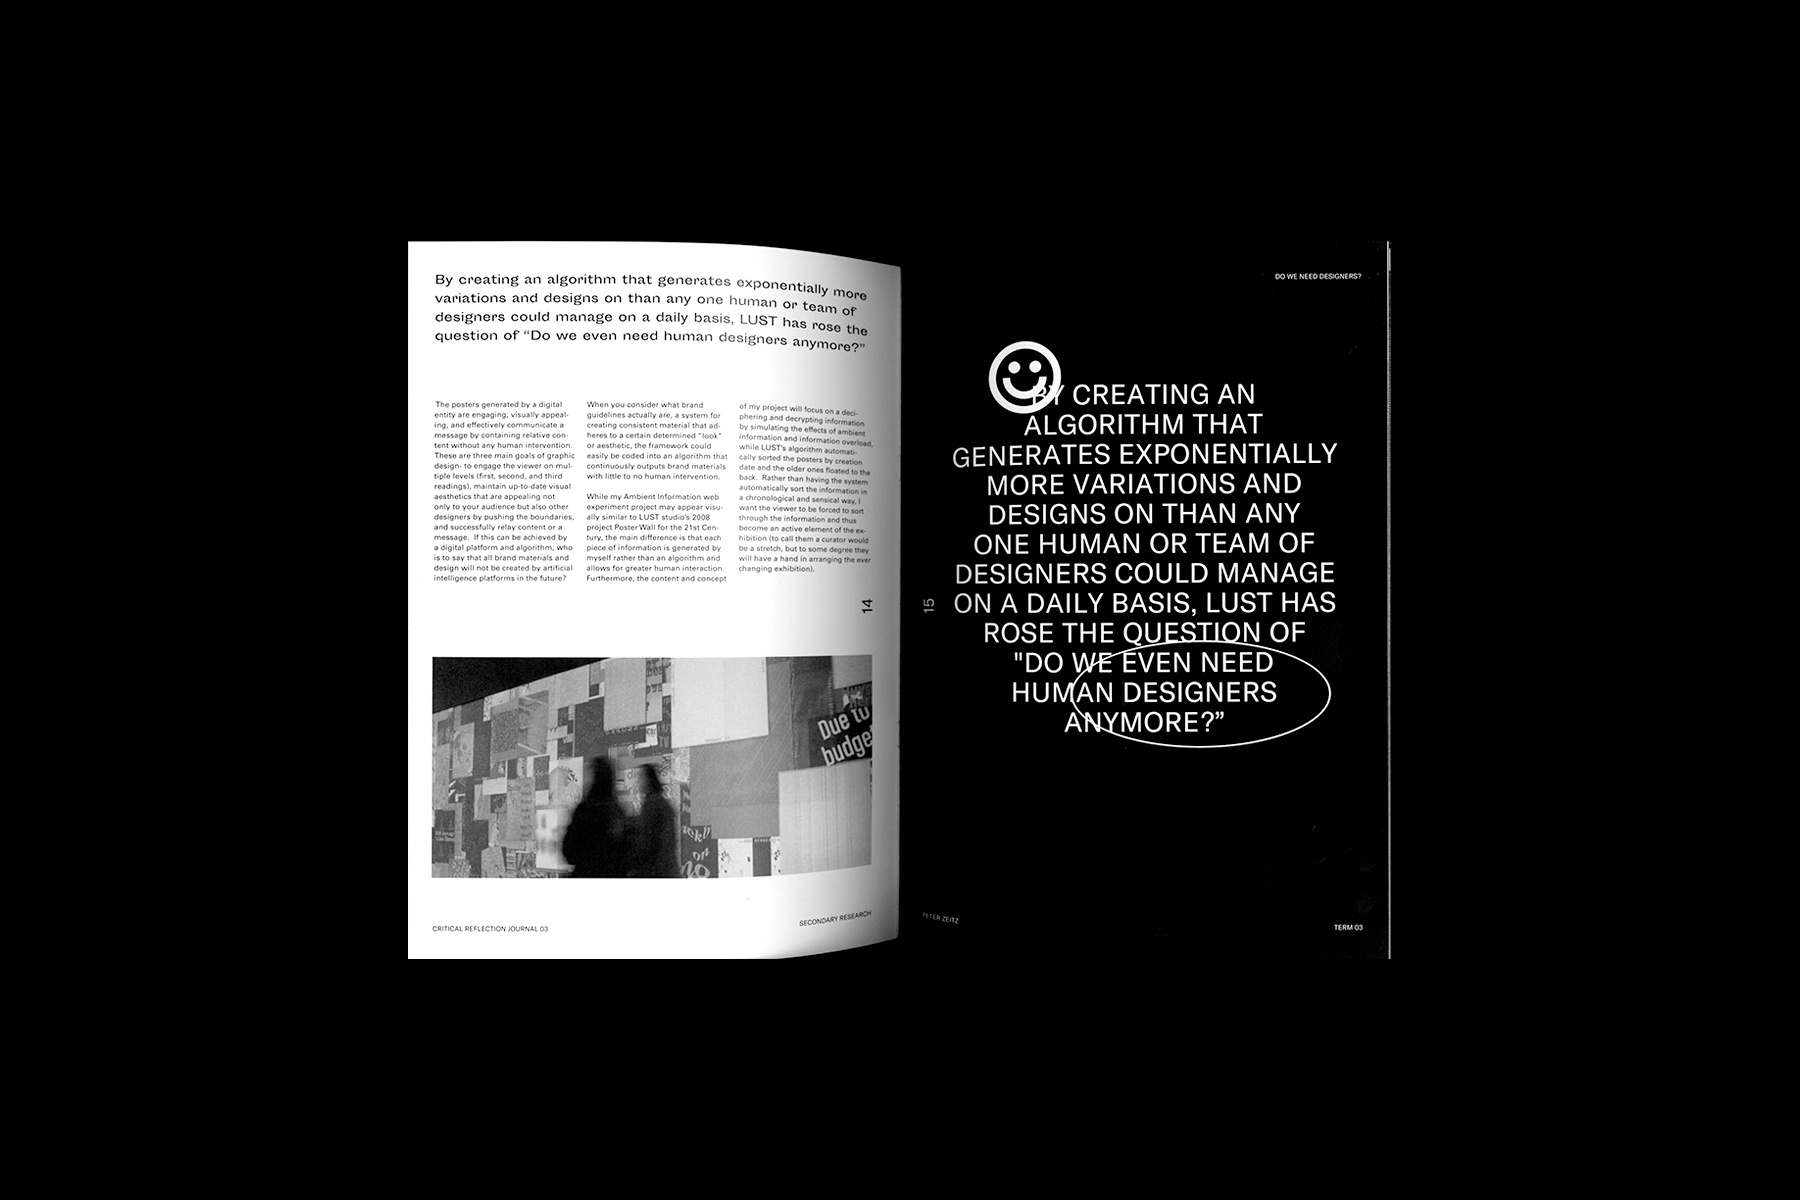 By creating an algorithm that generates exponentially more
variations and designs on than any one human or team of
designers could manage on a daily basis, LUST has rose the
question of “Do we even need human designers anymore?”
The posters generated by a digital
entity are engaging, visually appeal-
ing, and effectively communicate a
message by containing relative con-
tent without any human intervention.
These are three main goals of graphic
design- to engage the viewer on mul-
tiple levels (first, second, and third
readings), maintain up-to-date visual
aesthetics that are appealing not
only to your audience but also other
designers by pushing the boundaries,
and successfully relay content or a
message.  If this can be achieved by
a digital platform and algorithm, who
is to say that all brand materials and
design will not be created by artificial
intelligence platforms in the future?
When you consider what brand
guidelines actually are, a system for
creating consistent material that ad-
heres to a certain determined “look”
or aesthetic, the framework could
easily be coded into an algorithm that
continuously outputs brand materials
with little to no human intervention.
While my Ambient Information web
experiment project may appear visu-
ally similar to LUST studio’s 2008
project Poster Wall for the 21st Cen-
tury, the main difference is that each
piece of information is generated by
myself rather than an algorithm and
allows for greater human interaction.
Furthermore, the content and concept
of my project will focus on a deci-
phering and decrypting information
by simulating the effects of ambient
information and information overload,
while LUST’s algorithm automati-
cally sorted the posters by creation
date and the older ones floated to the
back.  Rather than having the system
automatically sort the information in
a chronological and sensical way, I
want the viewer to be forced to sort
through the information and thus
become an active element of the ex-
hibition (to call them a curator would
be a stretch, but to some degree they
will have a hand in arranging the ever
changing exhibition).
14
Due to
budge
CRITICAL REFLECTION JOURNAL 03
SECONDARY RESEARCH
DO WE NEED DESIGNERS?
BY CREATING AN
ALGORITHM THAT
GENERATES EXPONENTIALLY
MORE VARIATIONS AND
DESIGNS ON THAN ANY
ONE HUMAN OR TEAM OF
DESIGNERS COULD MANAGE
ON A DAILY BASIS, LUST HAS
ROSE THE QUESTION OF
"DO WE EVEN NEED
HUMAN DESIGNERS
ANYMORE?”
15
PETER ZEITZ
TERM 03